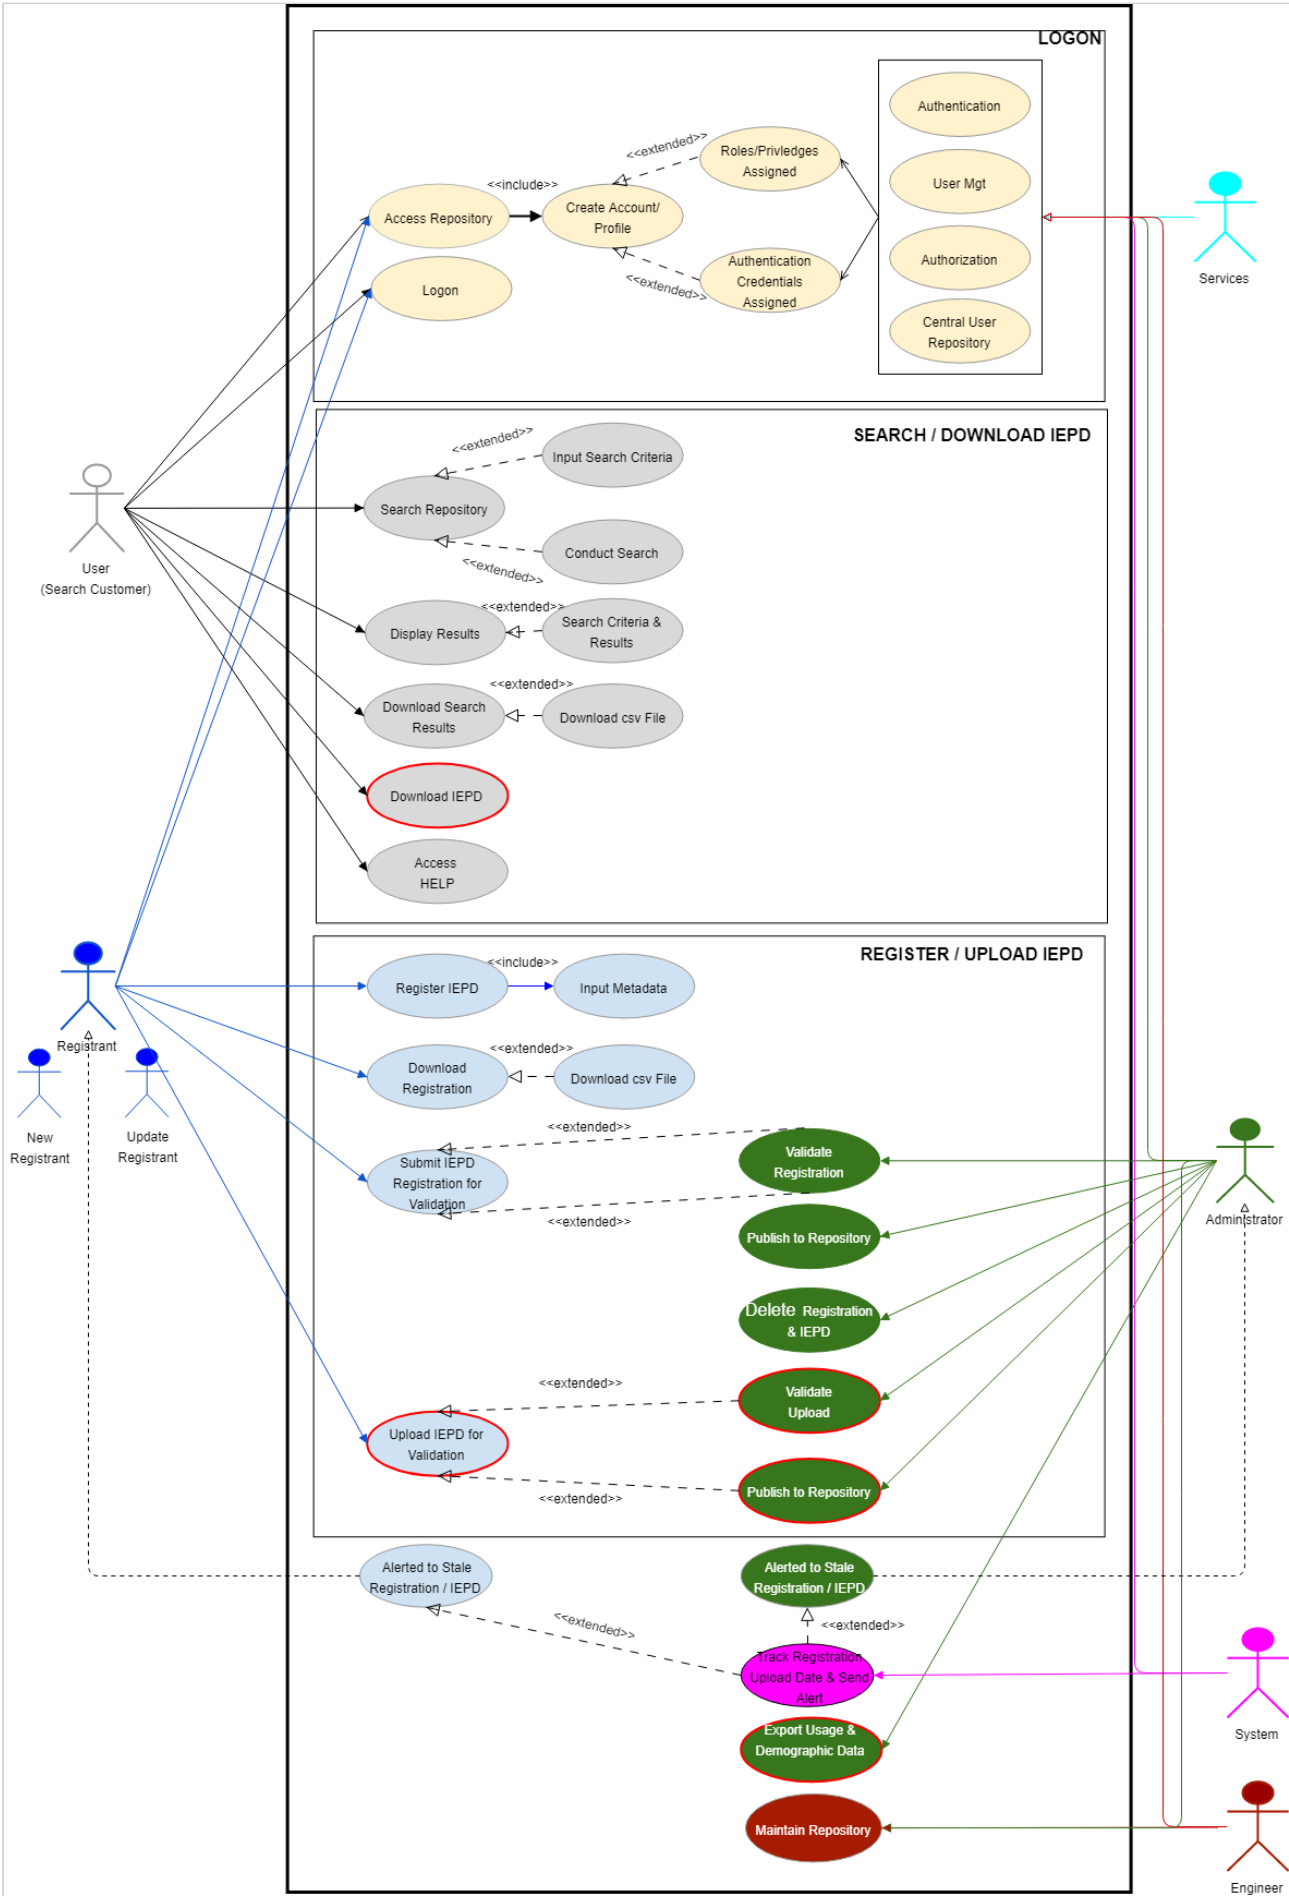 LOGON
Authentication
<<extended>>
Roles/Privledges
Assigned
User Mgt
<<include>>
Access Repository
Create Account/
Profile
Services
Authentication
Credentials
Assigned
<<extended>>
Authorization
Logon
Central User
Repository
SEARCH / DOWNLOAD IEPD
<<extended>>
Input Search Criteria
Search Repository
Conduct Search
<<extended>>
User
(Search Customer)
<<extended>>
Search Criteria &
Results
Display Results
<<extended>>
Download Search
Results
Download csv File
Download IEPD
Access
HELP
REGISTER / UPLOAD IEPD
<<include>>
Register IEPD
Input Metadata
Registrant
<<extended>>
Download
Registration
Download csv File
New
Registrant
Update
Registrant
<<extended>>
Validate
Registration
Submit IEPD
Registration for
Validation
<<extended>>
Administrator
Publish to Repository
Delete Registration
& IEPD
<<extended>>
Validate
Upload
Upload IEPD for
Validation
<<extended>>
Publish to Repository
Alerted to Stale
Registration / IEPD
Alerted to Stale
Registration / IEPD
<<extended>>
<<extended>>
Track Registration
Upload Date & Send
Alert
System
Export Usage &
Demographic Data
Maintain Repository
Engineer